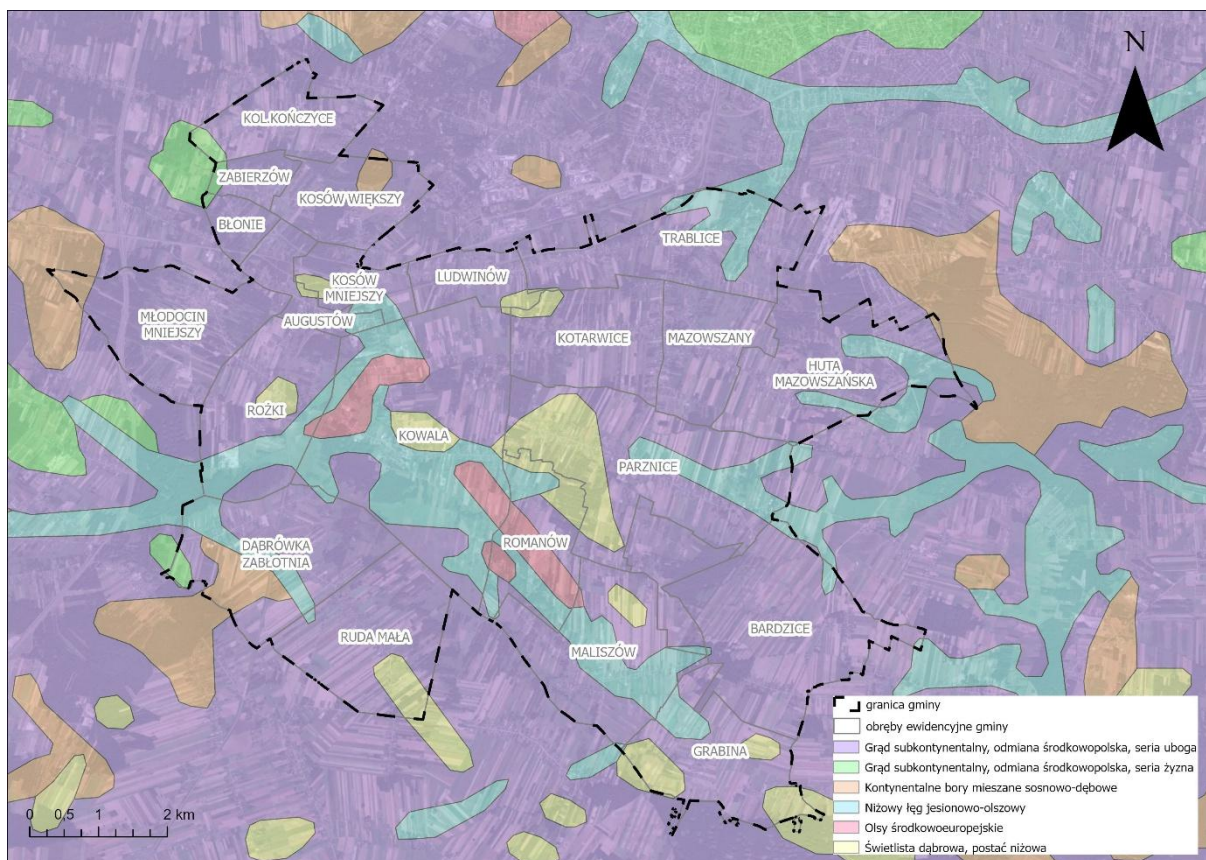 N
KOL.KOŃCZYCE
ZABIERZÓW
KOSÓW WIĘKSZY
BŁONIE
TRABLICE
KOSÓW
MNIEJSZY
LUDWINÓW
MŁODOCIN
MNIEJSZY
AUGUSTÓW
KOTARWICE
MAZOWSZANY
HUTA
MAZOWSZAŃSKA
ROŻKI
KOWALA
PARZNICE
DĄBRÓWKA
ZABŁOTNIA
ROMANÓW
RUDA MAŁA
MALISZÓW
BARDZICE
GRABINA
granica gminy
obręby ewidencyjne gminy
Grąd subkontynentalny, odmiana środkowopolska, seria uboga
Grąd subkontynentalny, odmiana środkowopolska, seria żyzna
Kontynentalne bory mieszane sosnowo-dębowe
Niżowy łęg jesionowo-olszowy
Olsy środkowoeuropejskie
Świetlista dąbrowa, postać niżowa
0 0,5 1 2 km